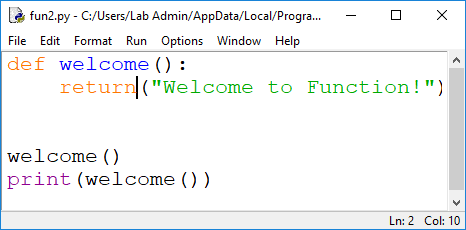 fun2.py - C:/Users/Lab Admin/AppData/Local/Progra...
File Edit Format Run Options Window Help
def welcome():
    return("Welcome to Function!")
welcome()
print(welcome())
Ln: 2 Col: 10